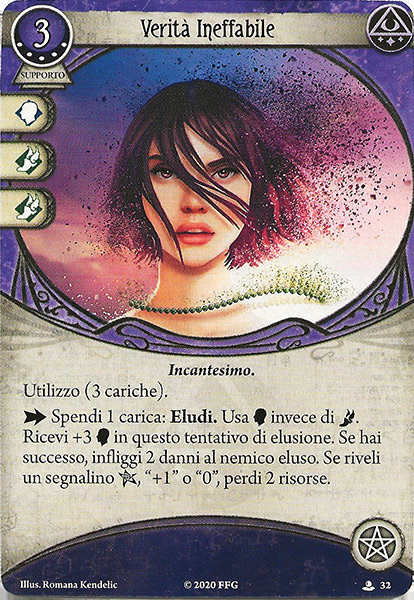 3
Verità Ineffabile
SUPPORTO
Incantesimo.
Utilizzo (3 cariche).
Spendi 1 carica: Eludi. Usa invece di .
Ricevi +3 in questo tentativo di elusione. Se hai
successo, infliggi 2 danni al nemico eluso. Se riveli
un segnalino , “+1” o “0”, perdi 2 risorse.
Illus. Romana Kendelic
© 2020 FFG
32